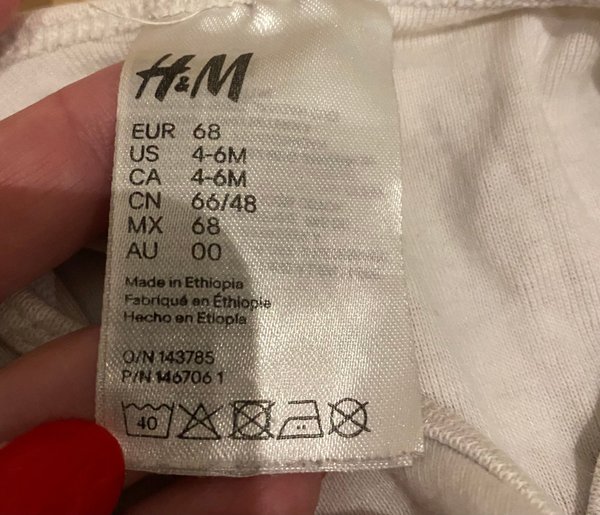 H&M
EUR 68
US 4-6M
CA 4-6M
CN 66/48
MX 68
AU 00
Made in Ethiopia
Fabriqué en Éthiopie
Hecho en Etiopía
O/N 143785
P/N 146706 1
40